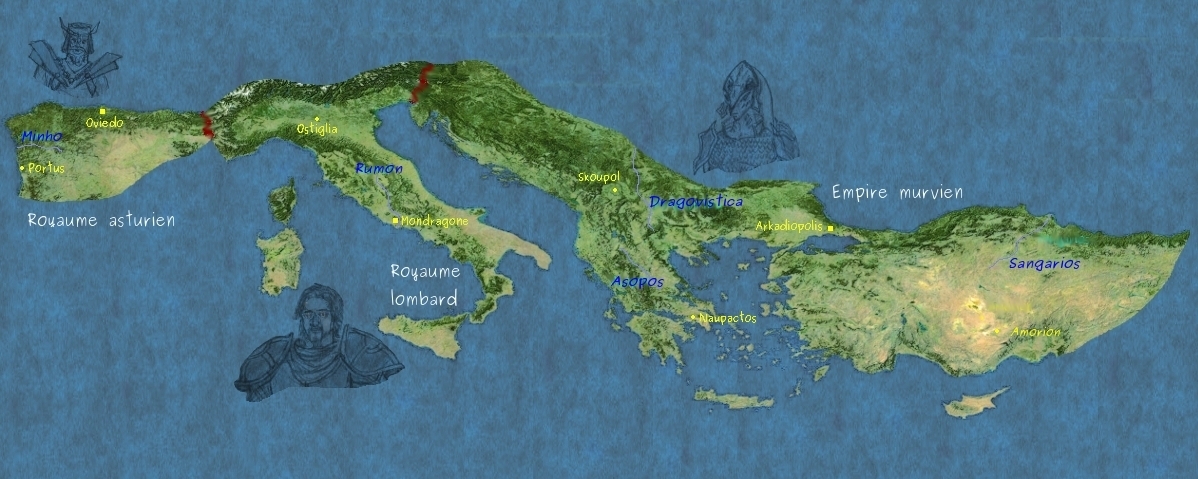 Oviedo
Minho
Portus
Royaume asturien
Ostiglia
Rumon
Mondragone
Royaume
lombard
Skoupol
Dragovistica
Arkadiopolis
Empire murvien
Asopos
Naupactos
Sangarios
Amorion